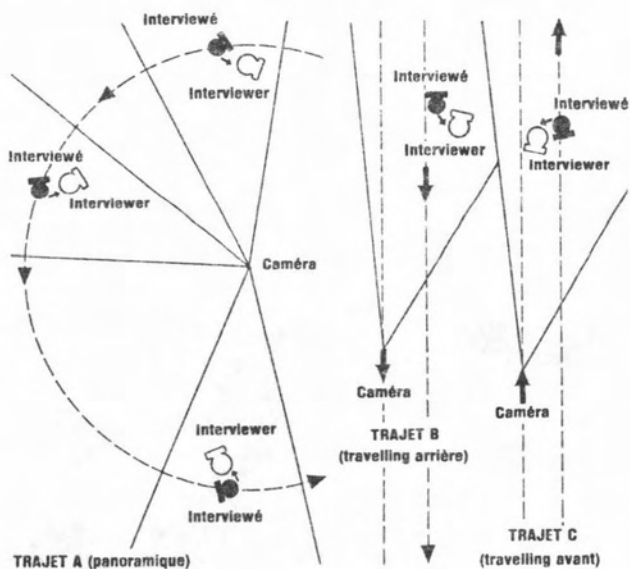 Interviewé
Interviewer
Interviewé
Interviewer
Caméra
Interviewer
Interviewé
TRAJET A (panoramique)
Interviewé
Interviewer
Caméra
TRAJET B
(travelling arrière)
Interviewé
Interviewer
Caméra
TRAJET C
(travelling avant)